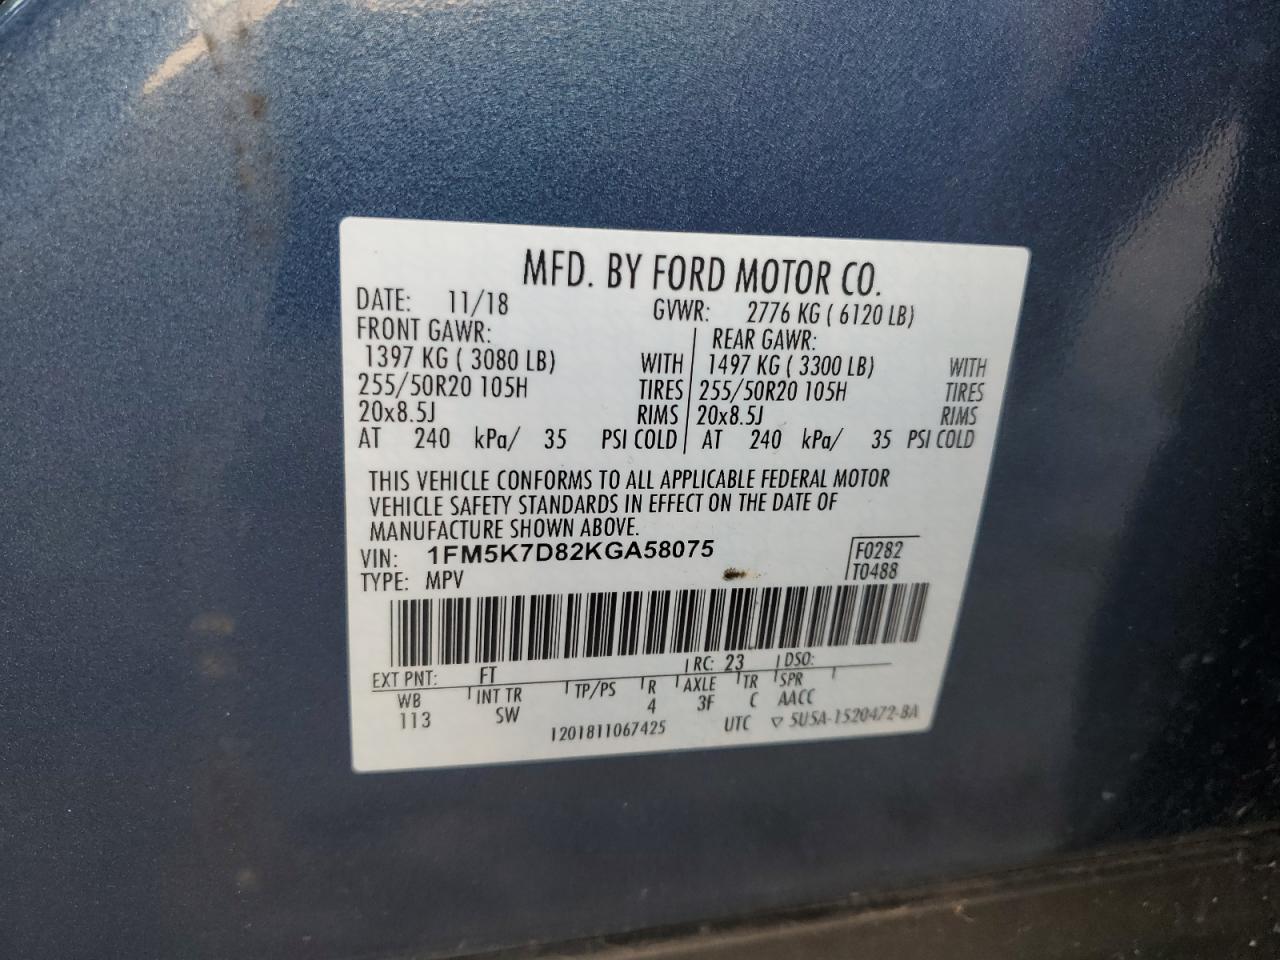 MFD. BY FORD MOTOR CO.
DATE: 11/18 GVWR: 2776 KG ( 6120 LB)
FRONT GAWR: REAR GAWR:
1397 KG ( 3080 LB) WITH 1497 KG ( 3300 LB) WITH
255/50R20 105H TIRES 255/50R20 105H TIRES
20x8.5J RIMS 20x8.5J RIMS
AT 240 kPa/ 35 PSI COLD AT 240 kPa/ 35 PSI COLD
THIS VEHICLE CONFORMS TO ALL APPLICABLE FEDERAL MOTOR
VEHICLE SAFETY STANDARDS IN EFFECT ON THE DATE OF
MANUFACTURE SHOWN ABOVE.
VIN: 1FM5K7D82KGA58075 F0282
TYPE: MPV T0488
EXT PNT: FT RC: 23 DSO:
WB INT TR TP/PS R AXLE TR SPR
113 SW 4 3F C AACC
1201811067425 UTC ▽ 5U5A-1520472-BA